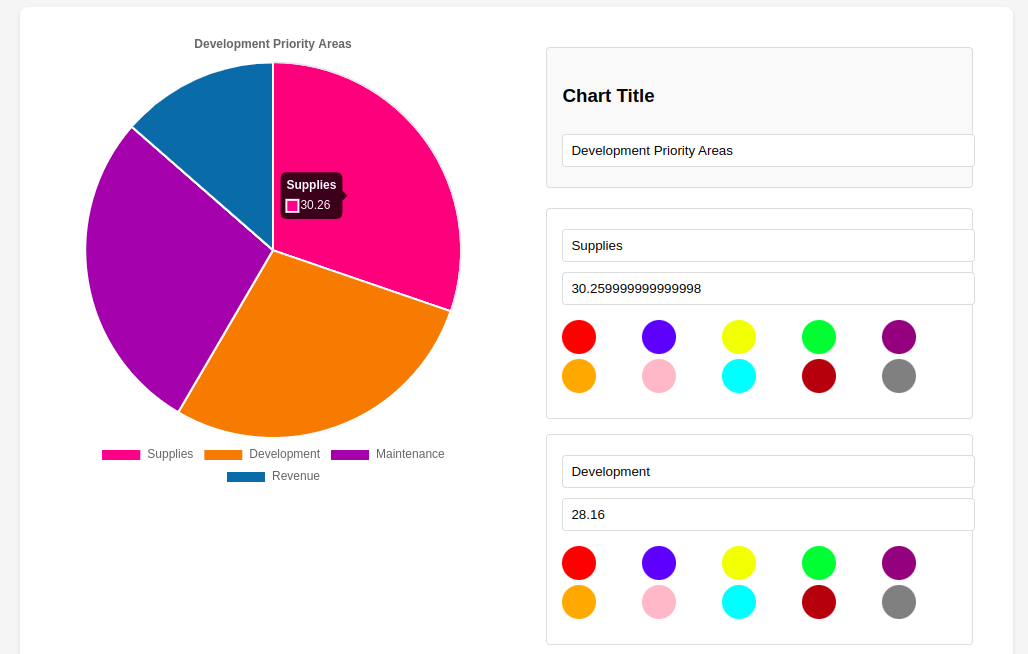 Development Priority Areas
Supplies
30.26
Supplies Development Maintenance
Revenue
Chart Title
Development Priority Areas
Supplies
30.259999999999998
Development
28.16